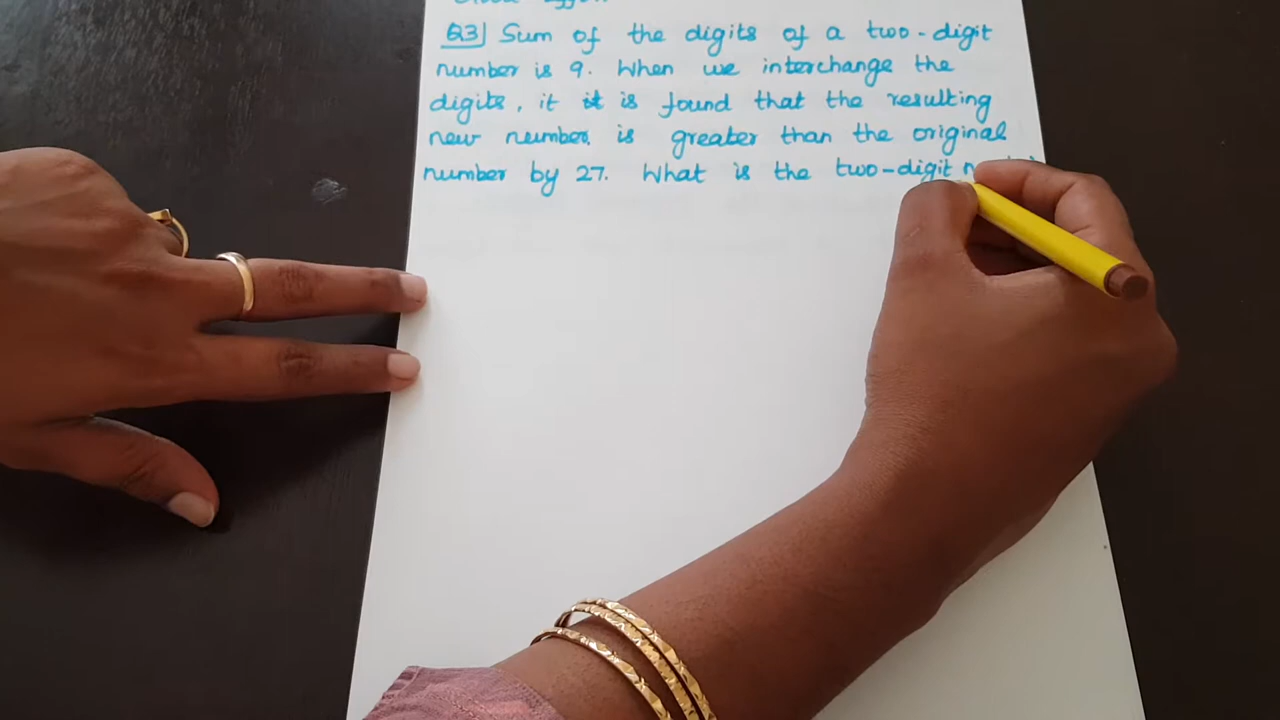 Q3] Sum of the digits of a two-digit
number is 9. When we interchange the
digits, it is found that the resulting
new number is greater than the original
number by 27. What is the two-digit